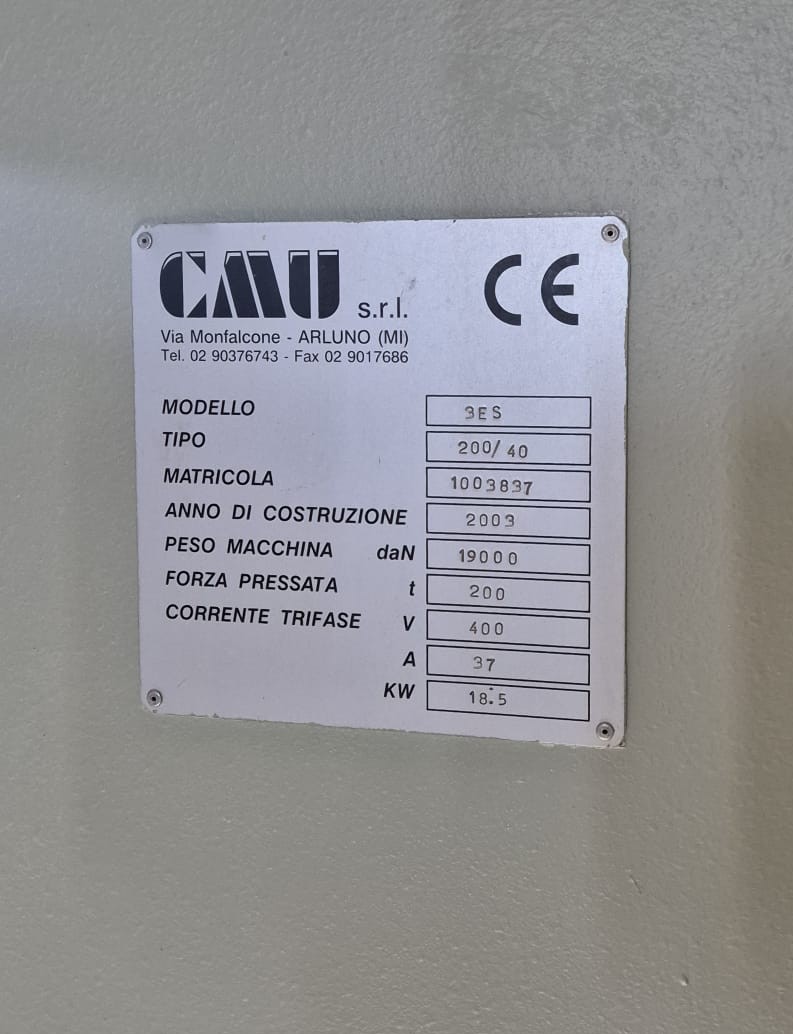 CMU s.r.l. CE
Via Monfalcone - ARLUNO (MI)
Tel. 02 90376743 - Fax 02 9017686
MODELLO 3ES
TIPO 200/40
MATRICOLA 1003837
ANNO DI COSTRUZIONE 2003
PESO MACCHINA daN 19000
FORZA PRESSATA t 200
CORRENTE TRIFASE V 400
A 37
KW 18.5